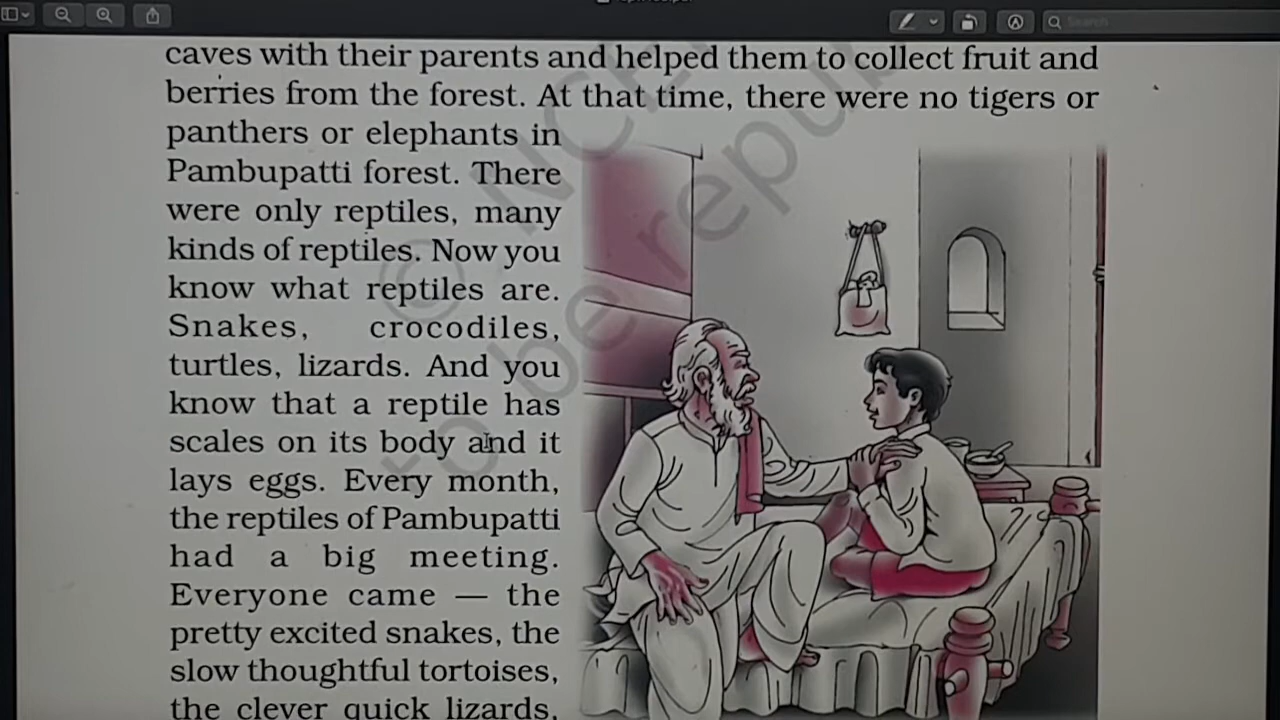 caves with their parents and helped them to collect fruit and
berries from the forest. At that time, there were no tigers or
panthers or elephants in
Pambupatti forest. There
were only reptiles, many
kinds of reptiles. Now you
know what reptiles are.
Snakes, crocodiles,
turtles, lizards. And you
know that a reptile has
scales on its body and it
lays eggs. Every month,
the reptiles of Pambupatti
had a big meeting.
Everyone came — the
pretty excited snakes, the
slow thoughtful tortoises,
the clever quick lizards,
Search